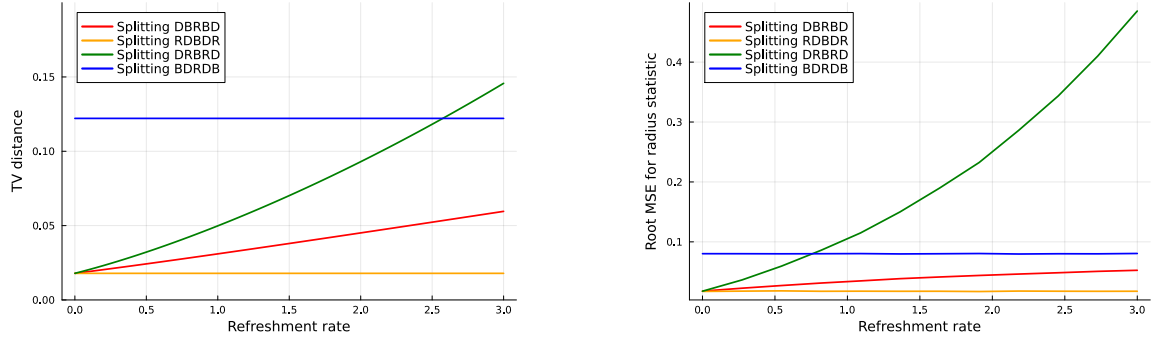 Splitting DBRBD
Splitting RDBDR
Splitting DRBRD
Splitting BDRDB
0.15
0.10
0.05
0.00
TV distance
0.0 0.5 1.0 1.5 2.0 2.5 3.0
Refreshment rate
Splitting DBRBD
Splitting RDBDR
Splitting DRBRD
Splitting BDRDB
0.4
0.3
0.2
0.1
Root MSE for radius statistic
0.0 0.5 1.0 1.5 2.0 2.5 3.0
Refreshment rate